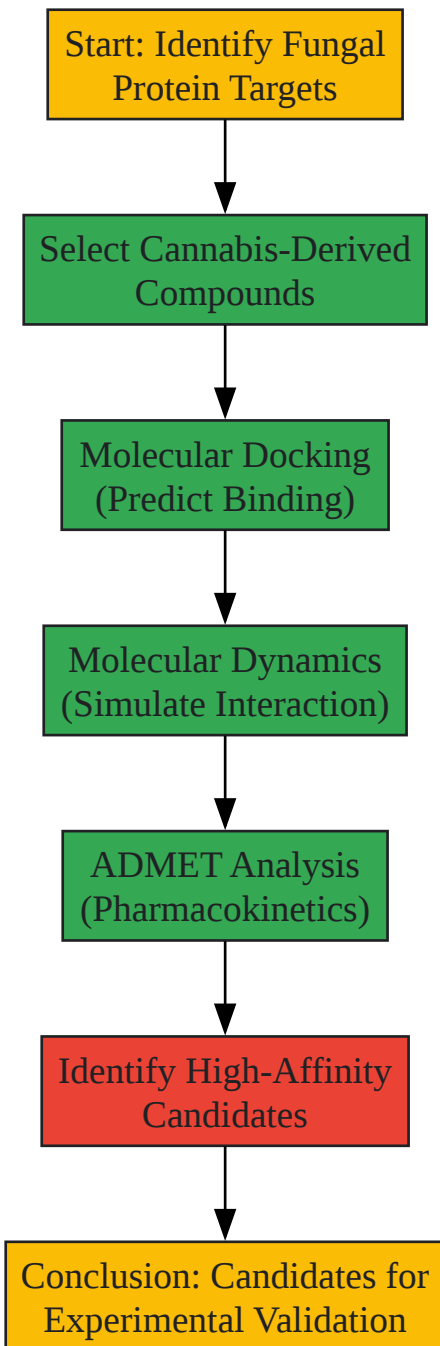 Start: Identify Fungal
Protein Targets
Select Cannabis-Derived
Compounds
Molecular Docking
(Predict Binding)
Molecular Dynamics
(Simulate Interaction)
ADMET Analysis
(Pharmacokinetics)
Identify High-Affinity
Candidates
Conclusion: Candidates for
Experimental Validation